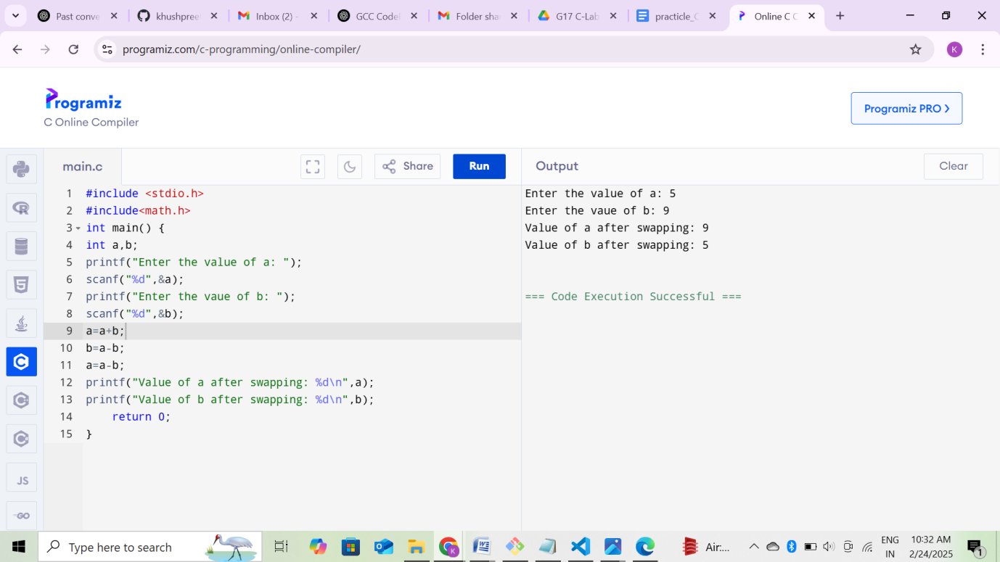 Past conve
khushpree
Inbox (2) -
GCC Codel
Folder sha
G17 C-Lab
practicle_C
Online C C
programiz.com/c-programming/online-compiler/
K
Programiz
C Online Compiler
Programiz PRO
main.c
Share
Run
Output
Clear
1 #include <stdio.h>
2 #include<math.h>
3 int main() {
4 int a,b;
5 printf("Enter the value of a: ");
6 scanf("%d",&a);
7 printf("Enter the vaue of b: ");
8 scanf("%d",&b);
9 a=a+b;
10 b=a-b;
11 a=a-b;
12 printf("Value of a after swapping: %d\n",a);
13 printf("Value of b after swapping: %d\n",b);
14     return 0;
15 }
Enter the value of a: 5
Enter the vaue of b: 9
Value of a after swapping: 9
Value of b after swapping: 5
=== Code Execution Successful ===
JS
GO
Type here to search
Air:...
ENG
IN
10:32 AM
2/24/2025
1